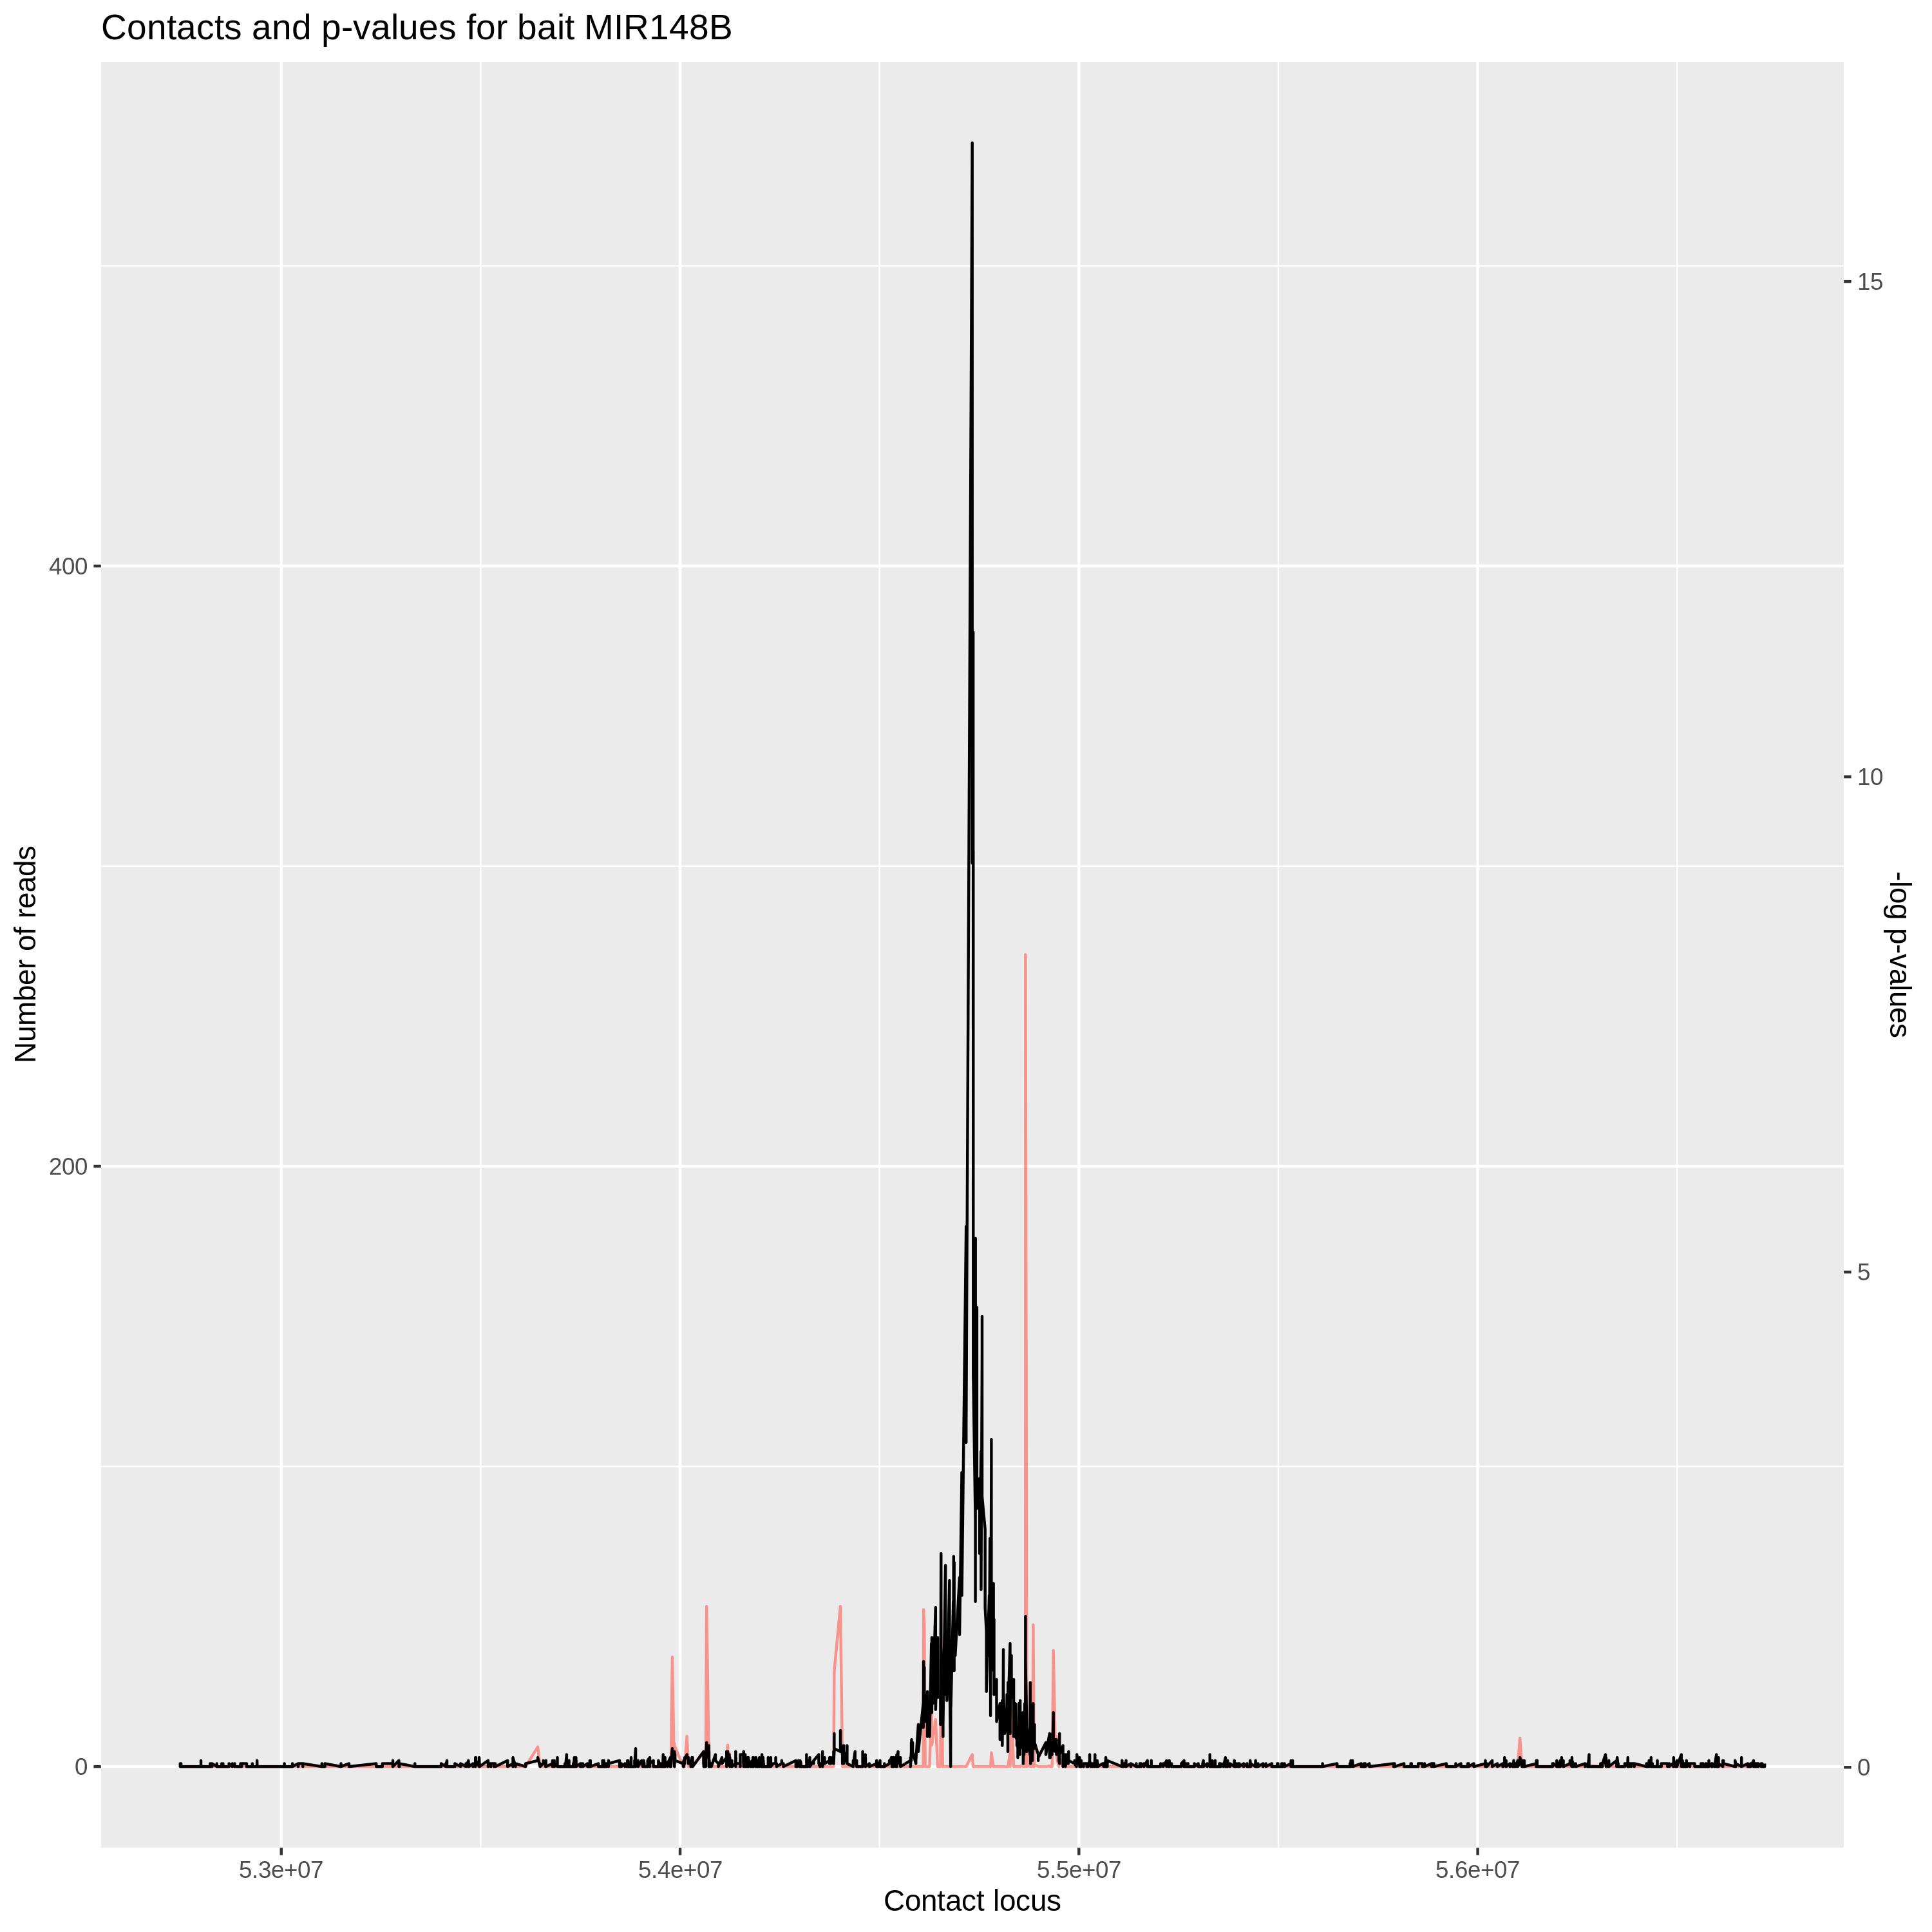 Contacts and p-values for bait MIR148B
400
200
0
Number of reads
15
10
5
0
-log p-values
5.3e+07
5.4e+07
5.5e+07
5.6e+07
Contact locus